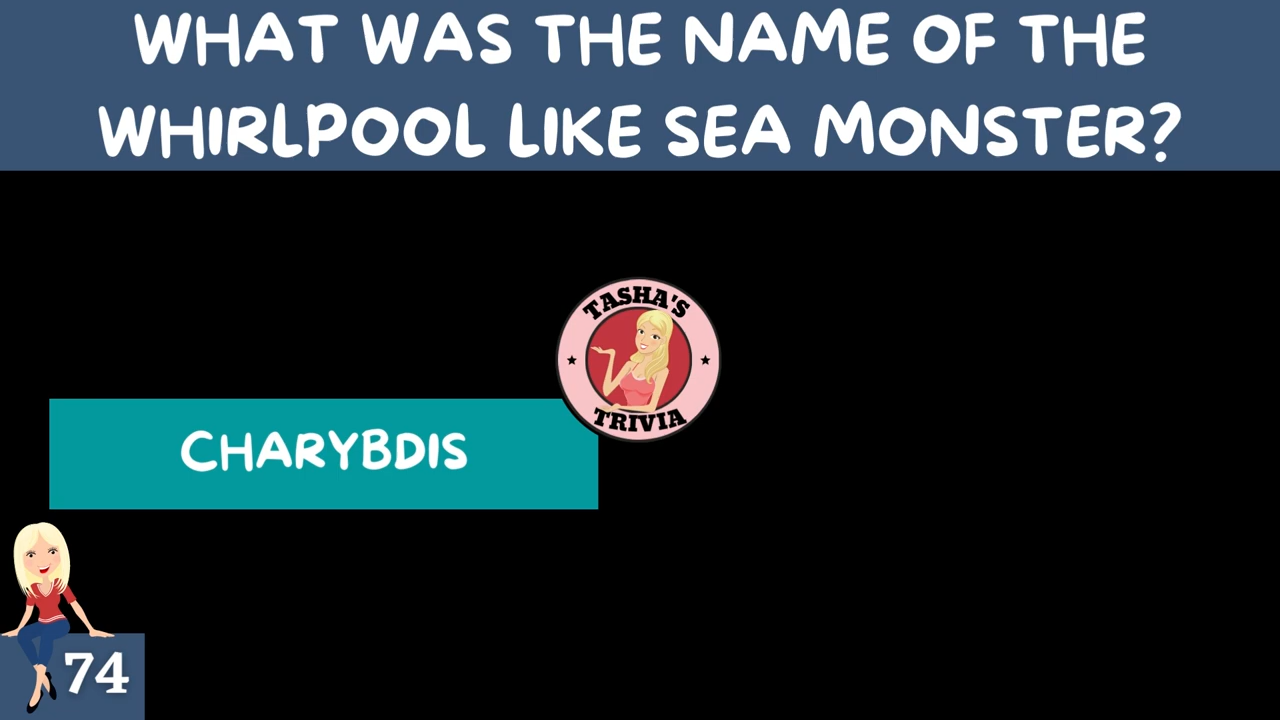 WHAT WAS THE NAME OF THE
WHIRLPOOL LIKE SEA MONSTER?
TASHA'S
TRIVIA
CHARYBDIS
74